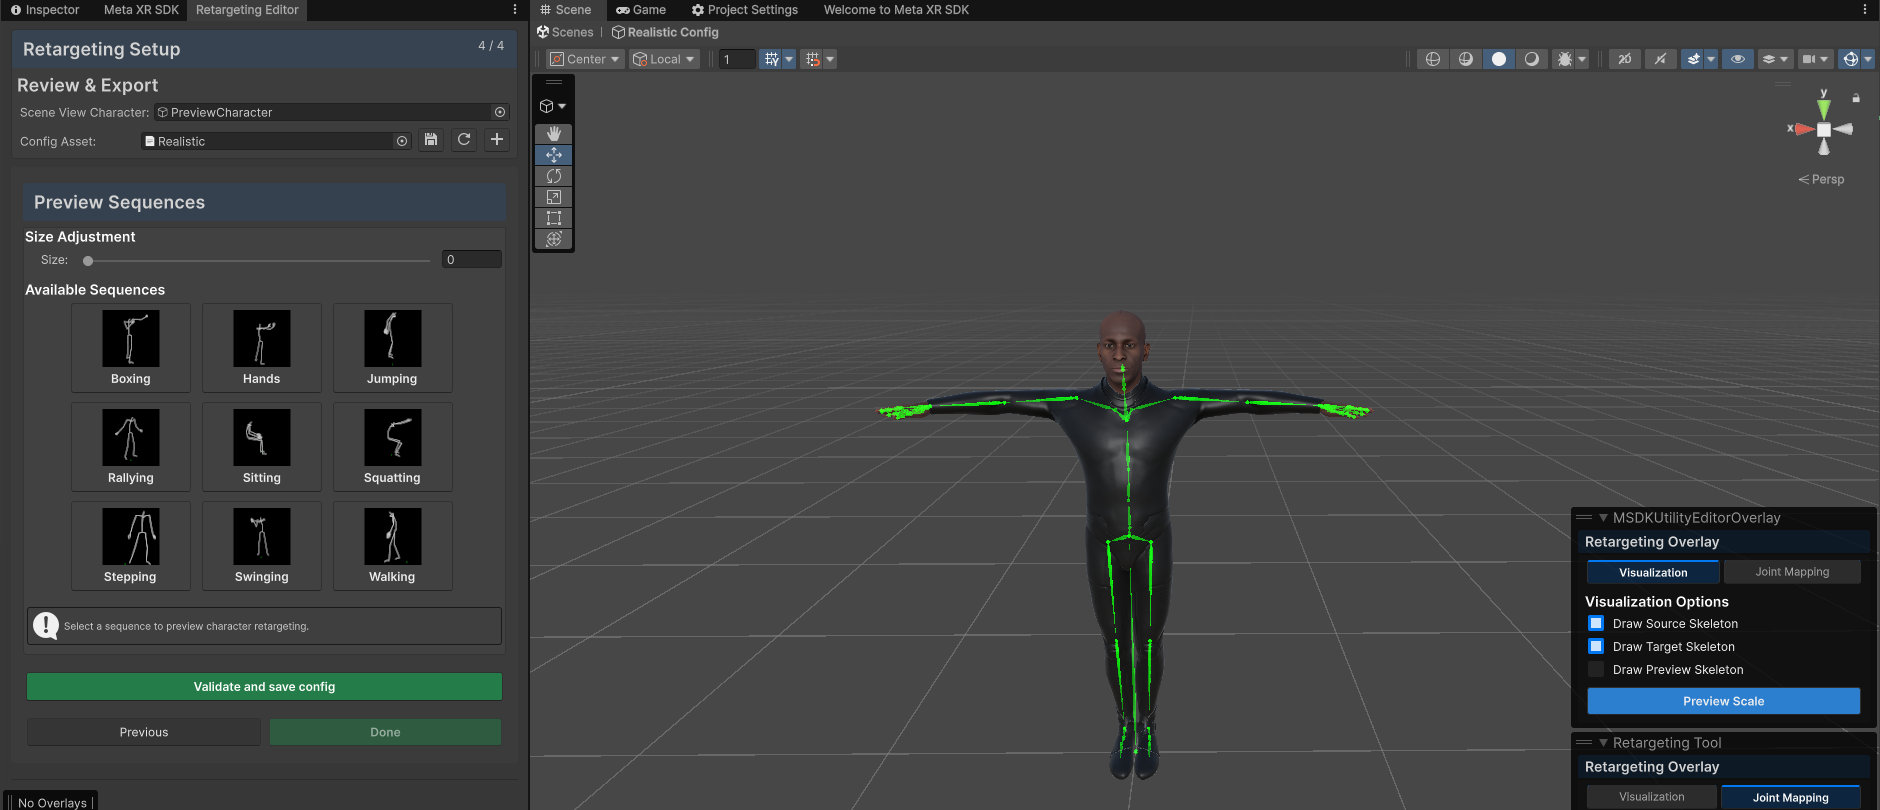 Inspector Meta XR SDK Retargeting Editor
Retargeting Setup 4 / 4
Review & Export
Scene View Character: PreviewCharacter
Config Asset: Realistic
Preview Sequences
Size Adjustment
Size: 0
Available Sequences
Boxing Hands Jumping
Rallying Sitting Squatting
Stepping Swinging Walking
Select a sequence to preview character retargeting.
Validate and save config
Previous Done
No Overlays
Scene Game Project Settings Welcome to Meta XR SDK
Scenes Realistic Config
Center Local 1 2D
y
x
Persp
MSDKUtilityEditorOverlay
Retargeting Overlay
Visualization Joint Mapping
Visualization Options
Draw Source Skeleton
Draw Target Skeleton
Draw Preview Skeleton
Preview Scale
Retargeting Tool
Retargeting Overlay
Visualization Joint Mapping